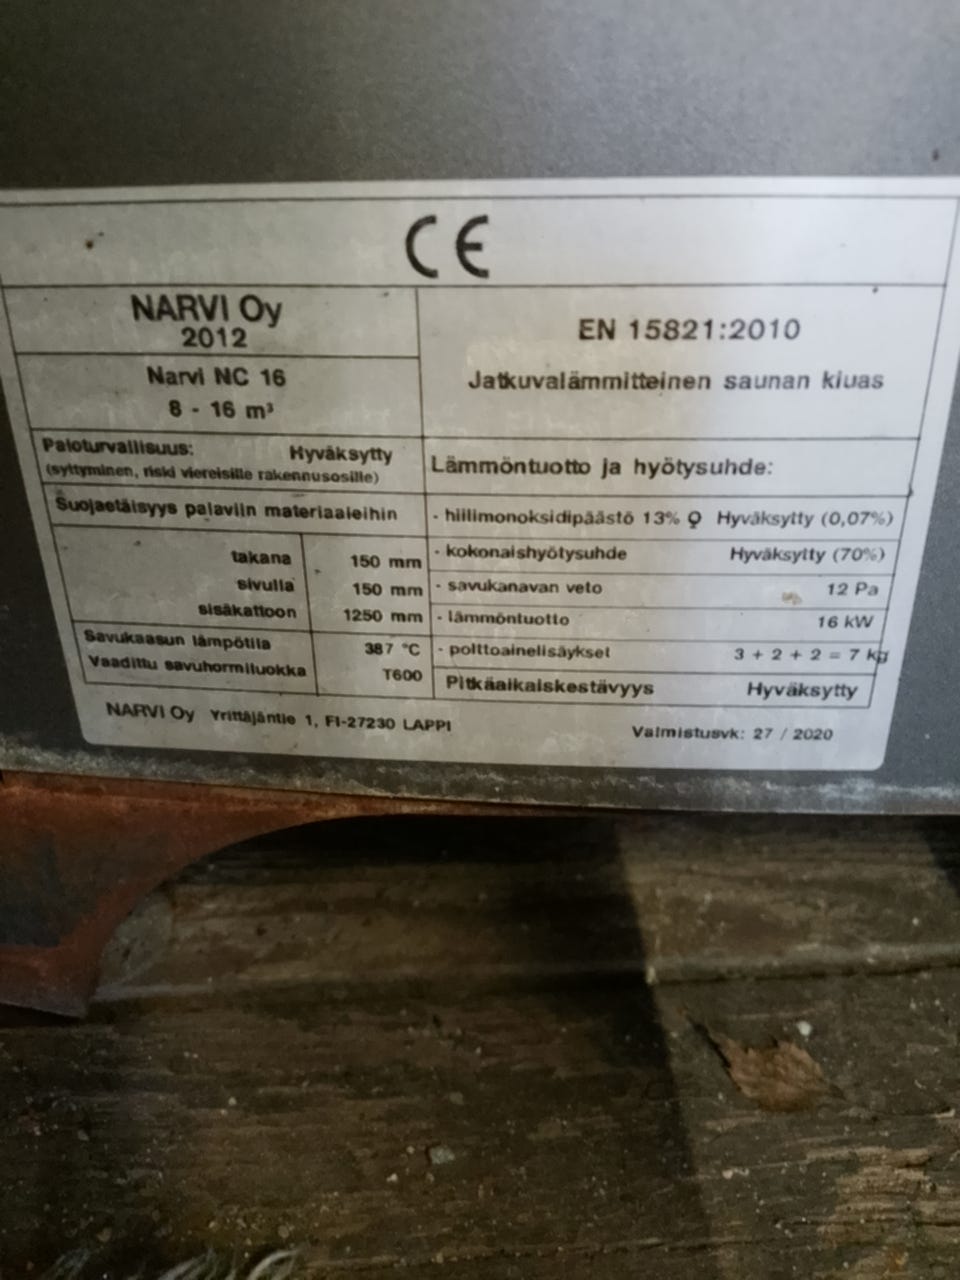 CE
NARVI Oy
2012
Narvi NC 16
8 - 16 m³
EN 15821:2010
Jatkuvalämmitteinen saunan kiuas
Paloturvallisuus: Hyväksytty
(syttyminen, riski viereisille rakennusosille)
Suojaetäisyys palaviin materiaaleihin
takana 150 mm
sivulla 150 mm
sisäkattoon 1250 mm
Savukaasun lämpötila 387 °C
Vaadittu savuhormiluokka T600
Lämmöntuotto ja hyötysuhde:
- hiilimonoksidipäästö 13% ♀ Hyväksytty (0,07%)
- kokonaishyötysuhde Hyväksytty (70%)
- savukanavan veto 12 Pa
- lämmöntuotto 16 kW
- polttoainelisäykset 3 + 2 + 2 = 7 kg
Pitkäaikaiskestävyys Hyväksytty
NARVI Oy Yrittäjäntie 1, FI-27230 LAPPI
Valmistusvk: 27 / 2020